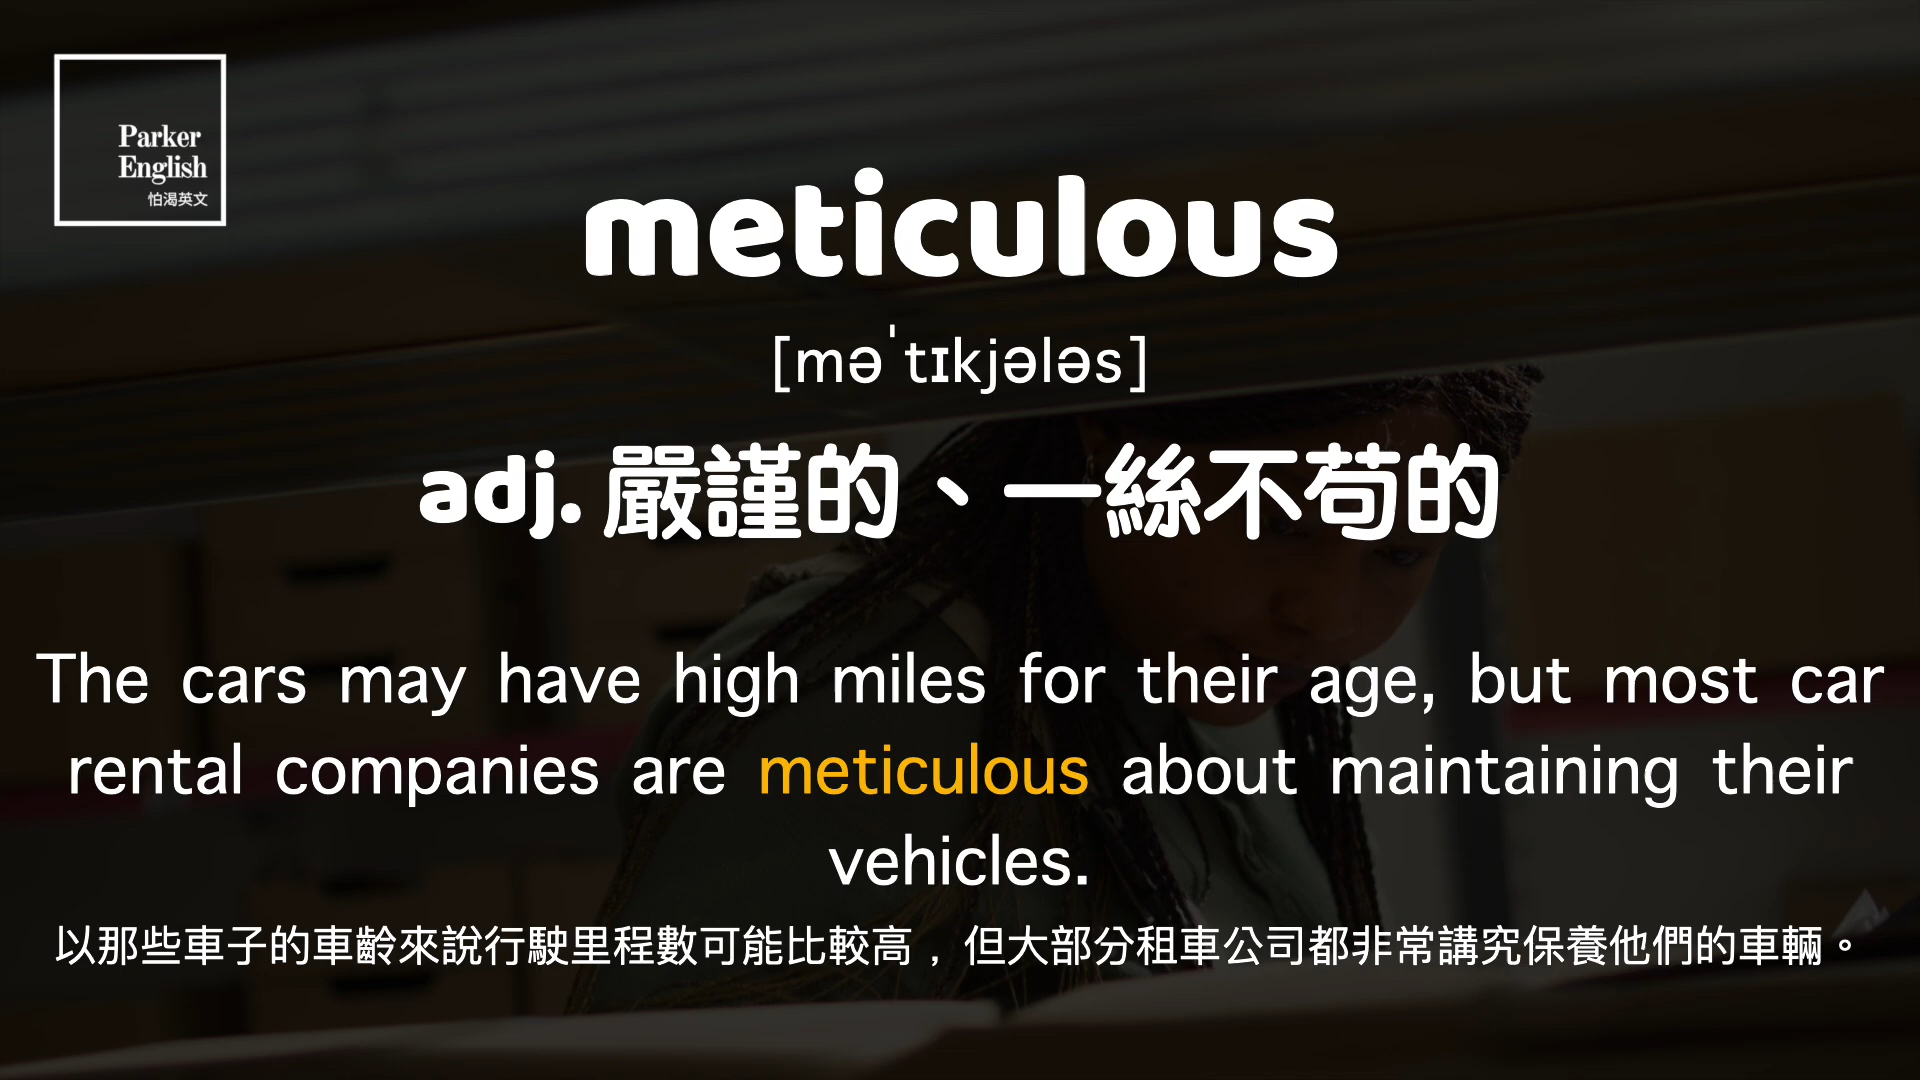 Parker
English
怕渴英文
meticulous
[məˈtɪkjələs]
adj. 嚴謹的、一絲不苟的
The cars may have high miles for their age, but most car
rental companies are meticulous about maintaining their
vehicles.
以那些車子的車齡來說行駛里程數可能比較高，但大部分租車公司都非常講究保養他們的車輛。